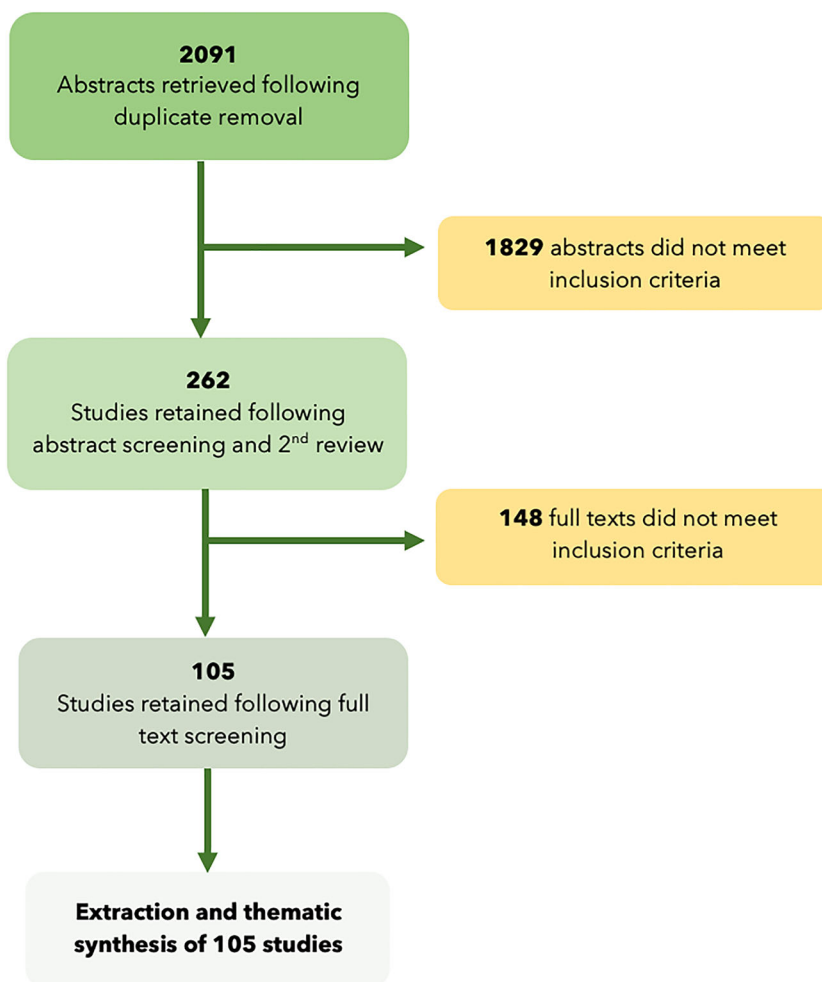 2091
Abstracts retrieved following
duplicate removal
1829 abstracts did not meet
inclusion criteria
262
Studies retained following
abstract screening and 2nd review
148 full texts did not meet
inclusion criteria
105
Studies retained following full
text screening
Extraction and thematic
synthesis of 105 studies